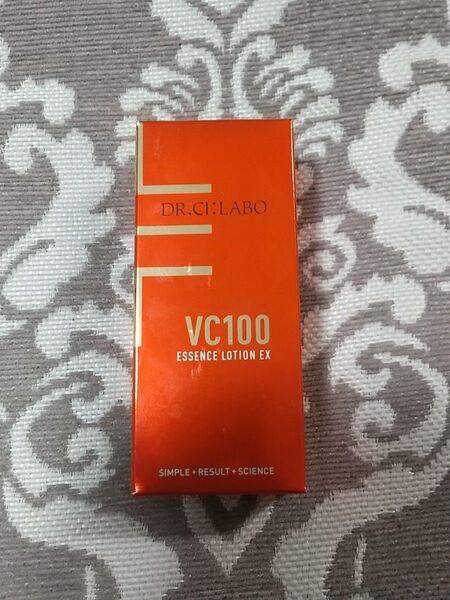 DR.CI:LABO
VC100
ESSENCE LOTION EX
SIMPLE + RESULT + SCIENCE